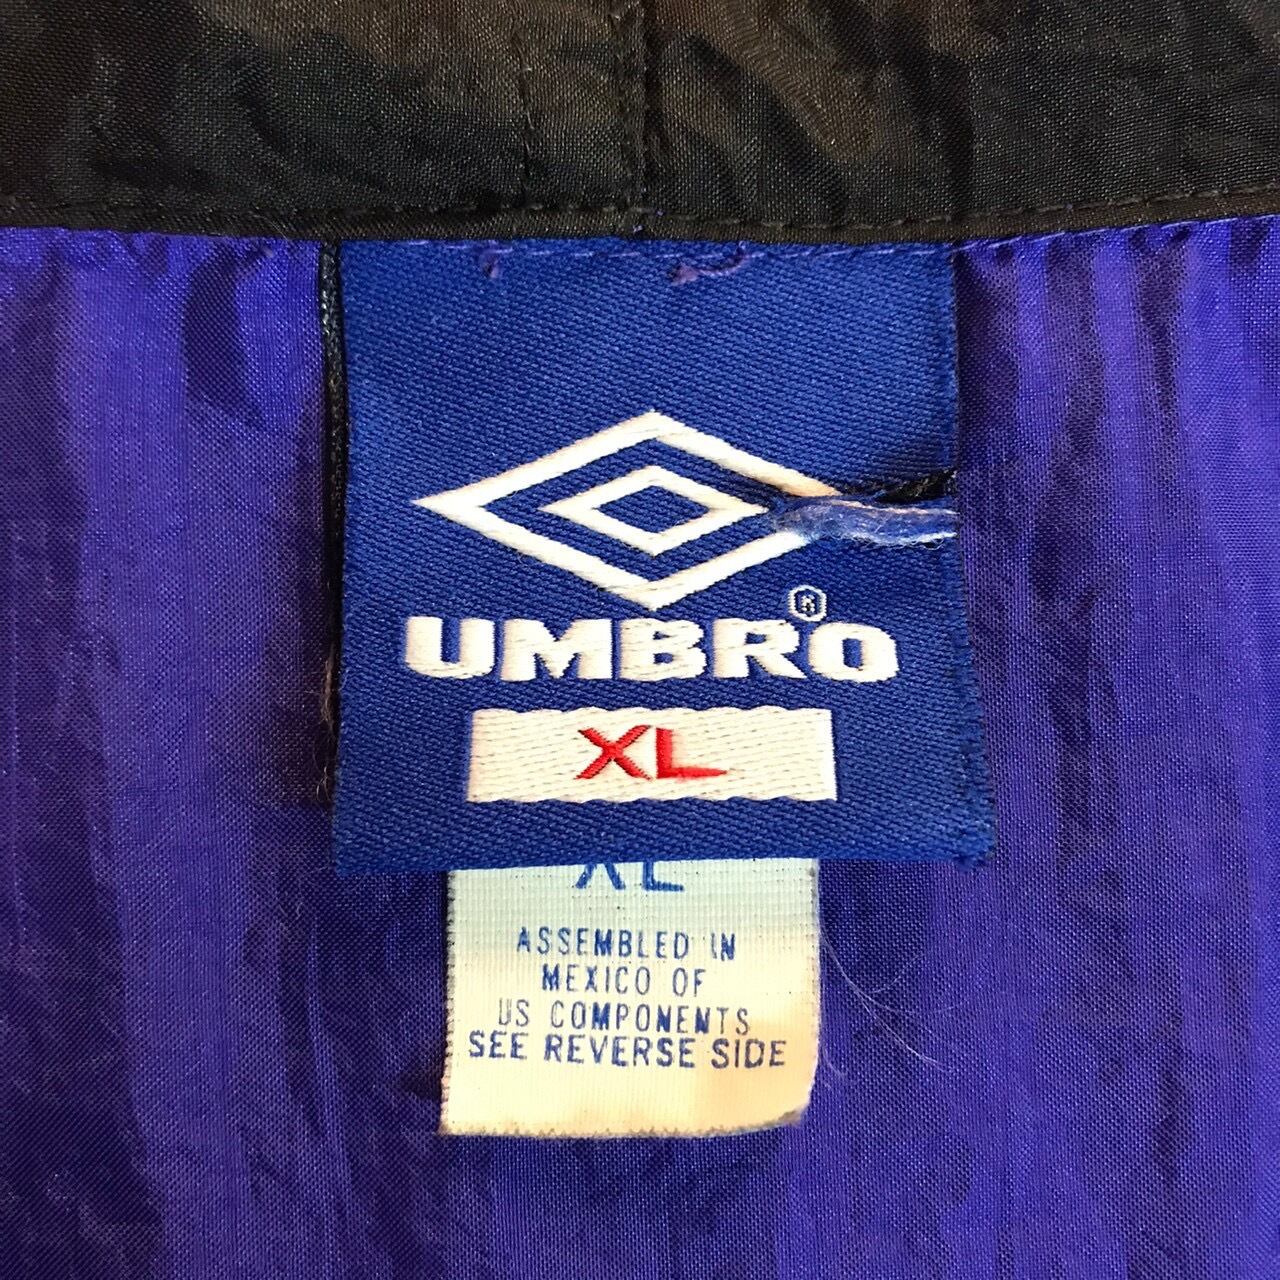 UMBRO®
XL
XL
ASSEMBLED IN
MEXICO OF
US COMPONENTS
SEE REVERSE SIDE